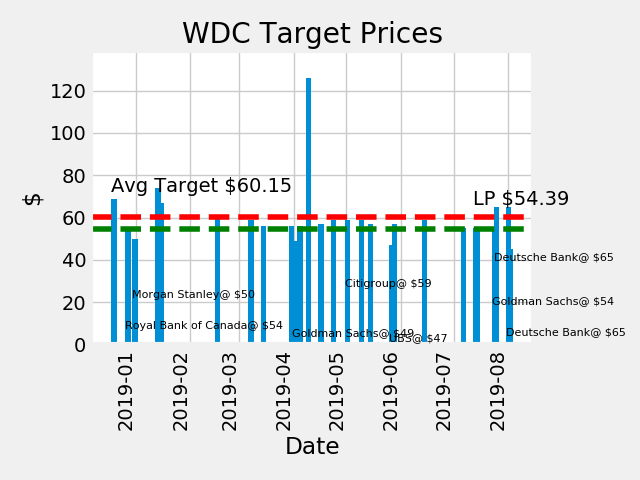 WDC Target Prices
$
120
100
80
60
40
20
0
Avg Target $60.15
LP $54.39
Deutsche Bank@ $65
Citigroup@ $59
Morgan Stanley@ $50
Goldman Sachs@ $54
Royal Bank of Canada@ $54
Goldman Sachs@ $49
UBS@ $47
Deutsche Bank@ $65
2019-01
2019-02
2019-03
2019-04
2019-05
2019-06
2019-07
2019-08
Date